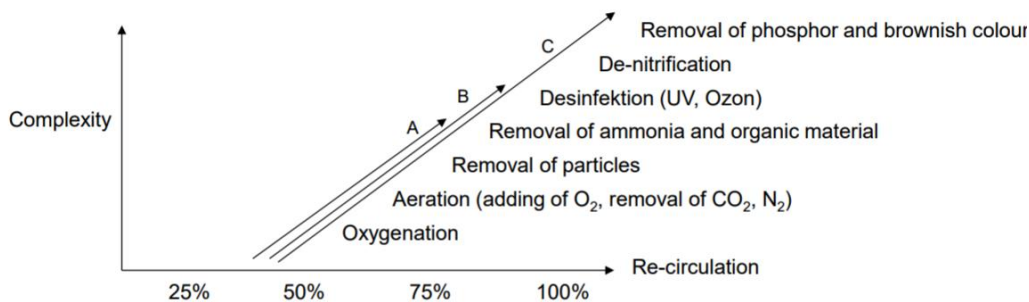 C
Removal of phosphor and brownish colour
De-nitrification
B
Desinfektion (UV, Ozon)
Complexity
A
Removal of ammonia and organic material
Removal of particles
Aeration (adding of O₂, removal of CO₂, N₂)
Oxygenation
Re-circulation
25% 50% 75% 100%